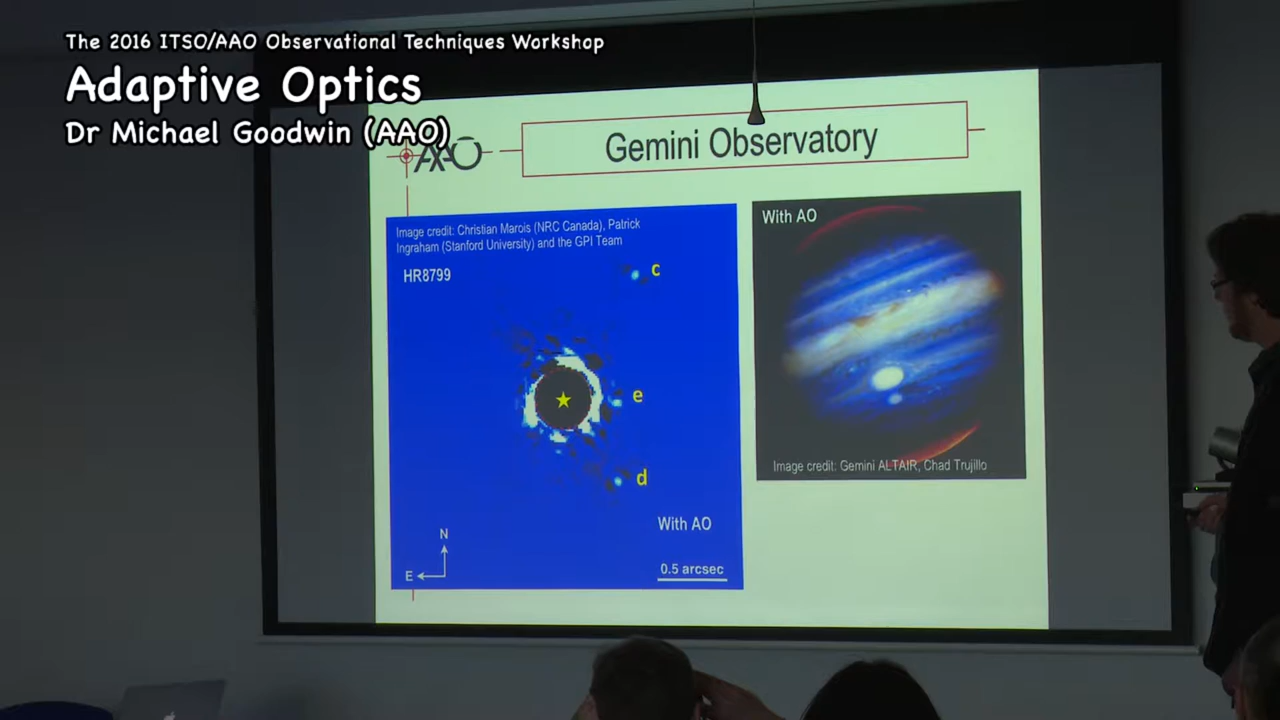 The 2016 ITSO/AAO Observational Techniques Workshop
Adaptive Optics
Dr Michael Goodwin (AAO)
AAO
Gemini Observatory
Image credit: Christian Marois (NRC Canada), Patrick
Ingraham (Stanford University) and the GPI Team
HR8799
c
e
d
With AO
N
E
0.5 arcsec
With AO
Image credit: Gemini ALTAIR, Chad Trujillo